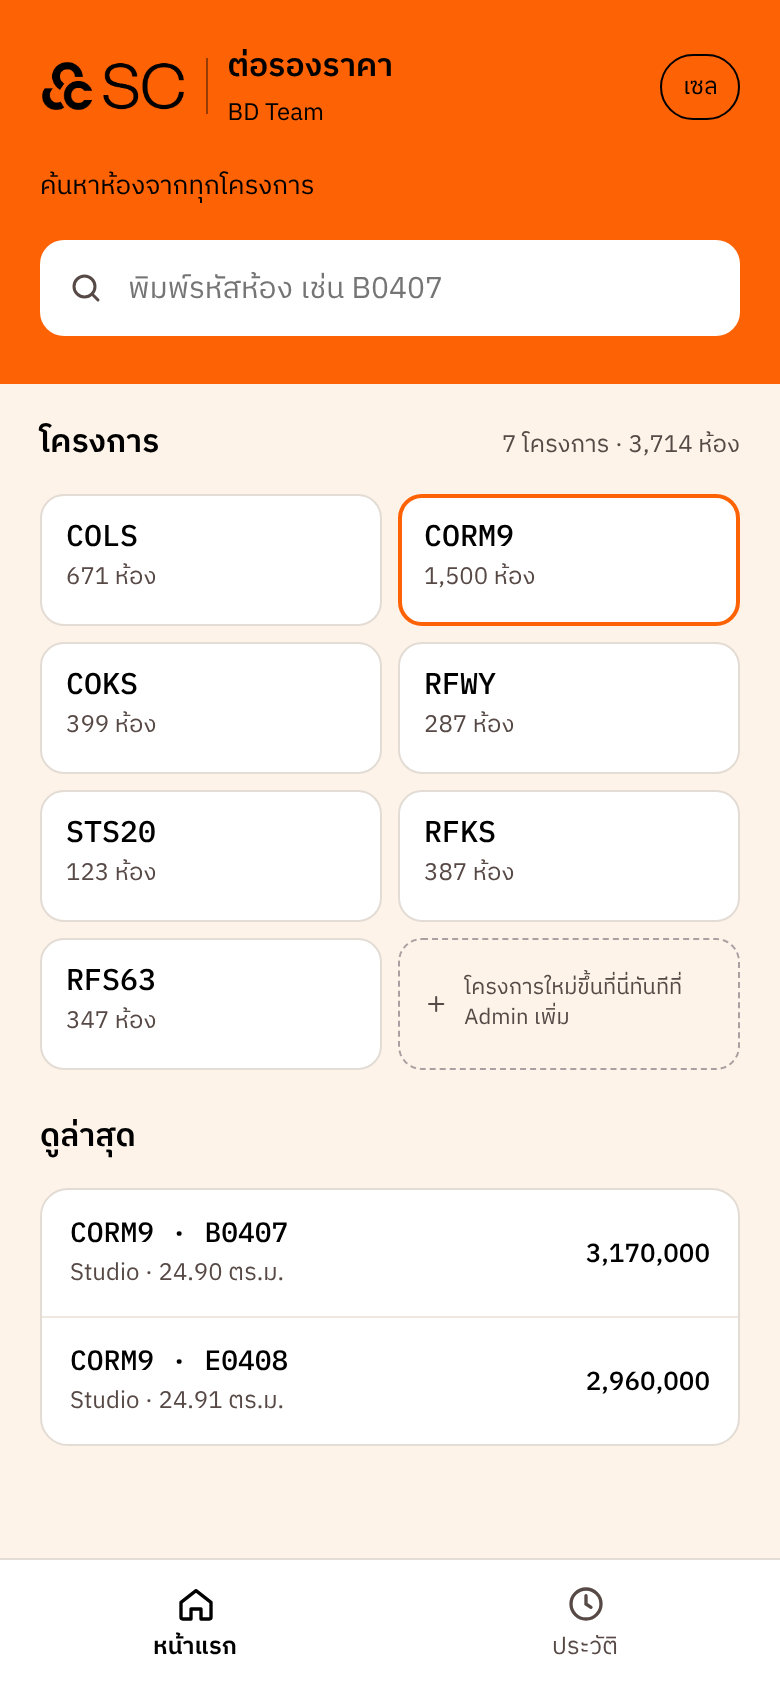 SC
ต่อรองราคา
BD Team
เซล
ค้นหาห้องจากทุกโครงการ
พิมพ์รหัสห้อง เช่น B0407
โครงการ
7 โครงการ · 3,714 ห้อง
COLS
671 ห้อง
CORM9
1,500 ห้อง
COKS
399 ห้อง
RFWY
287 ห้อง
STS20
123 ห้อง
RFKS
387 ห้อง
RFS63
347 ห้อง
+ โครงการใหม่ขึ้นที่นี่ทันทีที่
Admin เพิ่ม
ดูล่าสุด
CORM9 · B0407
Studio · 24.90 ตร.ม.
3,170,000
CORM9 · E0408
Studio · 24.91 ตร.ม.
2,960,000
หน้าแรก
ประวัติ